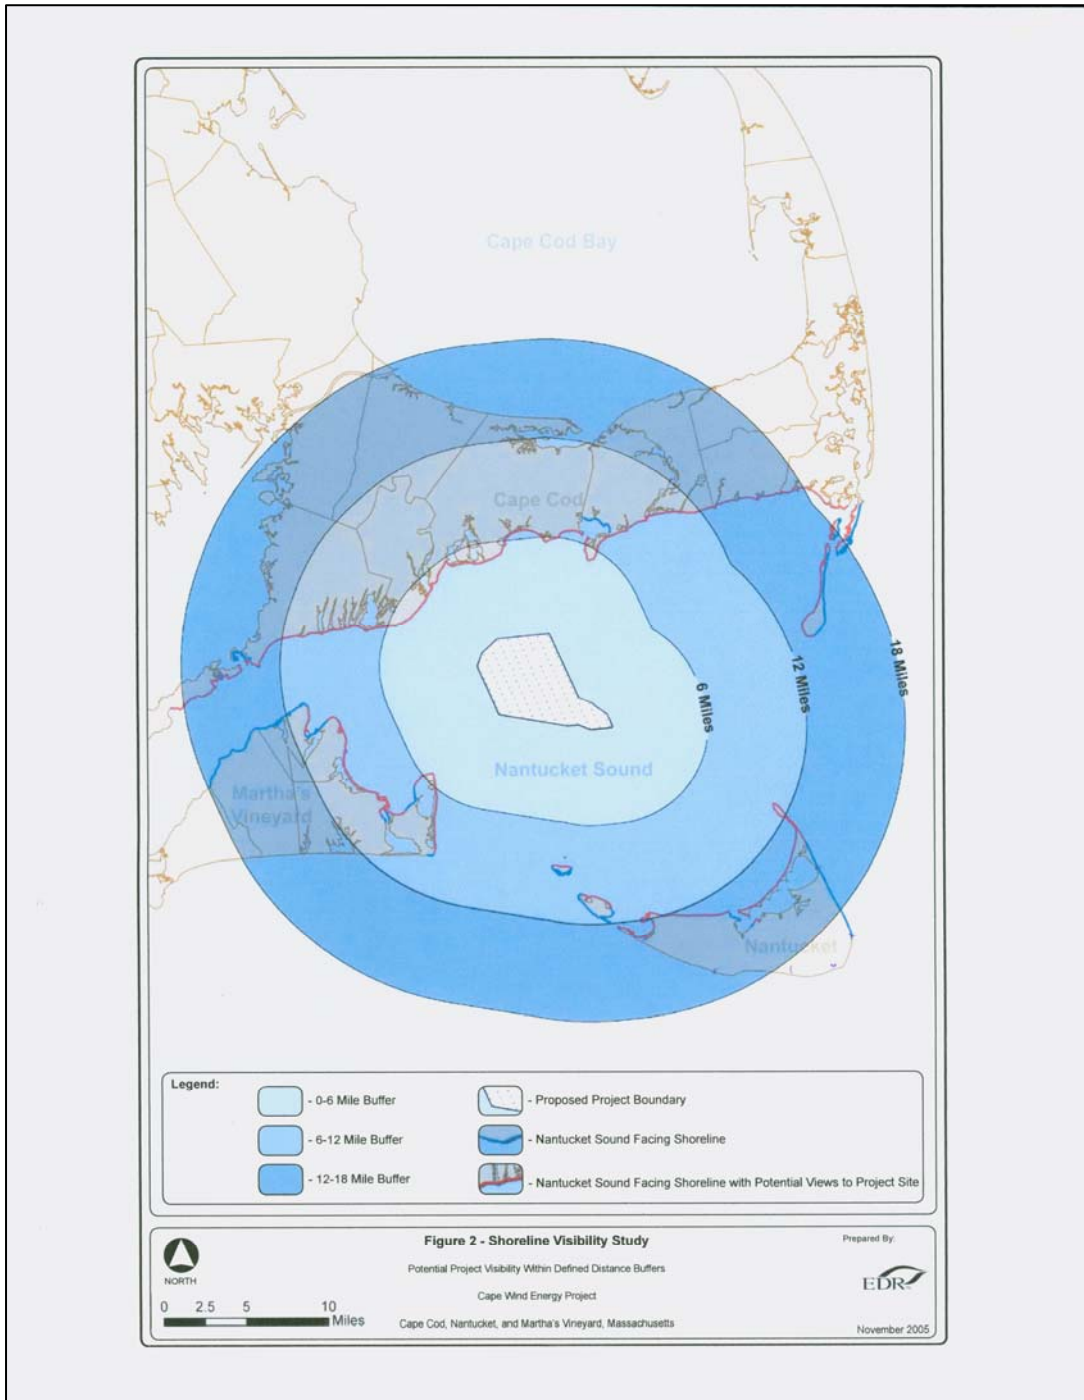 Cape Cod Bay
Cape Cod
18 Miles
12 Miles
6 Miles
Nantucket Sound
Martha's
Vineyard
Nantucket
Legend:
- 0-6 Mile Buffer
- Proposed Project Boundary
- 6-12 Mile Buffer
- Nantucket Sound Facing Shoreline
- 12-18 Mile Buffer
- Nantucket Sound Facing Shoreline with Potential Views to Project Site
Figure 2 - Shoreline Visibility Study
Prepared By:
Potential Project Visibility Within Defined Distance Buffers
NORTH
EDR
Cape Wind Energy Project
0 2.5 5 10
Miles
Cape Cod, Nantucket, and Martha's Vineyard, Massachusetts
November 2005